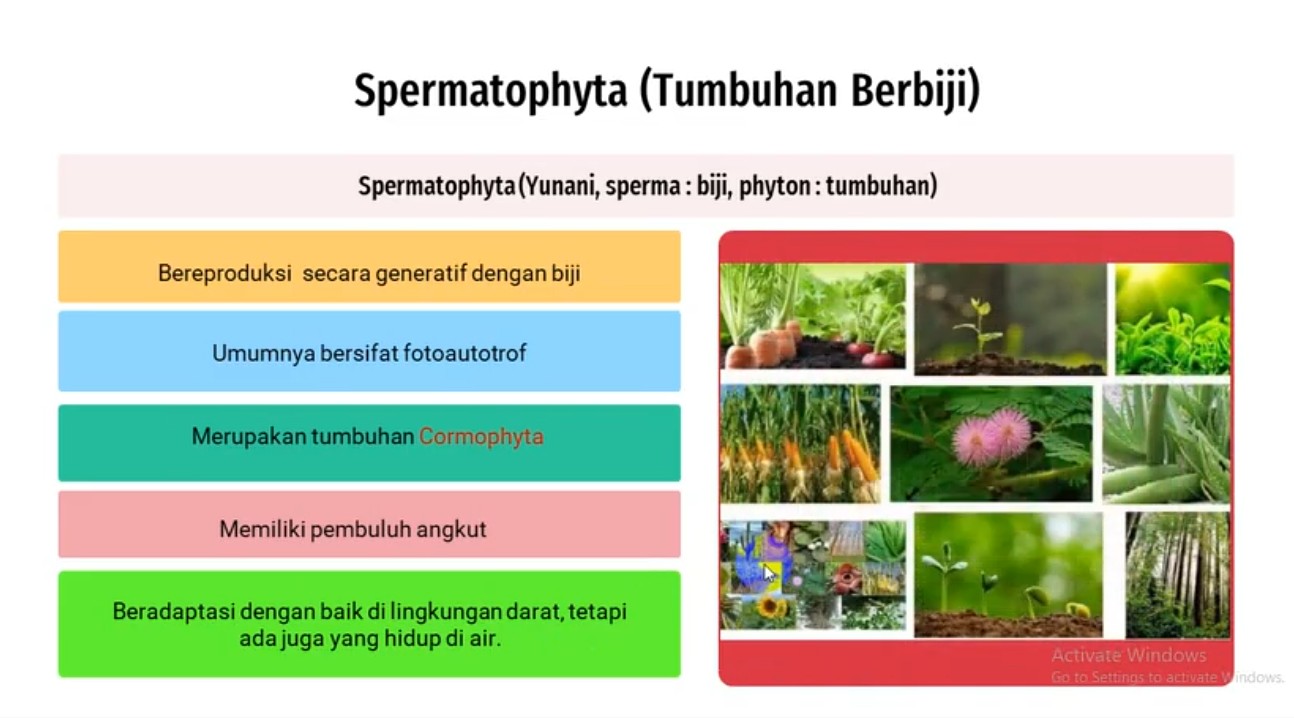 Spermatophyta (Tumbuhan Berbiji)
Spermatophyta (Yunani, sperma : biji, phyton : tumbuhan)
Bereproduksi secara generatif dengan biji
Umumnya bersifat fotoautotrof
Merupakan tumbuhan Cormophyta
Memiliki pembuluh angkut
Beradaptasi dengan baik di lingkungan darat, tetapi
ada juga yang hidup di air.
Activate Windows
Go to Settings to activate Windows.